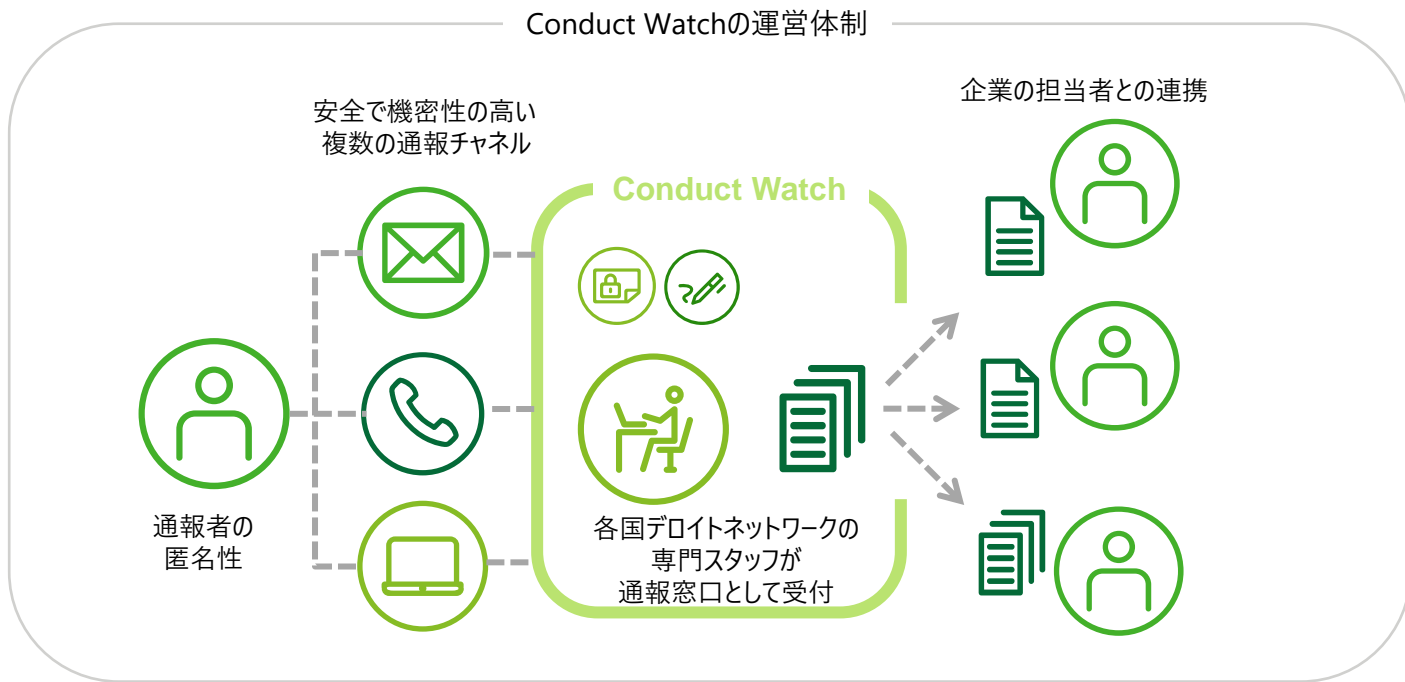 Conduct Watchの運営体制
安全で機密性の高い
複数の通報チャネル
企業の担当者との連携
Conduct Watch
通報者の
匿名性
各国デロイトネットワークの
専門スタッフが
通報窓口として受付